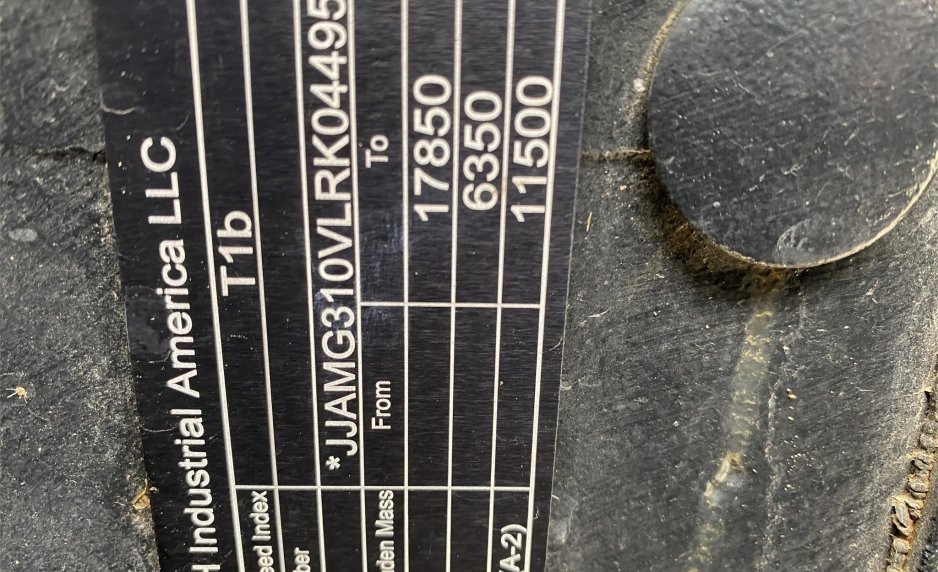 H Industrial America LLC
eed Index T1b
ber *JJAMG310VLRK04495
From To
den Mass 17850
6350
(A-2) 11500